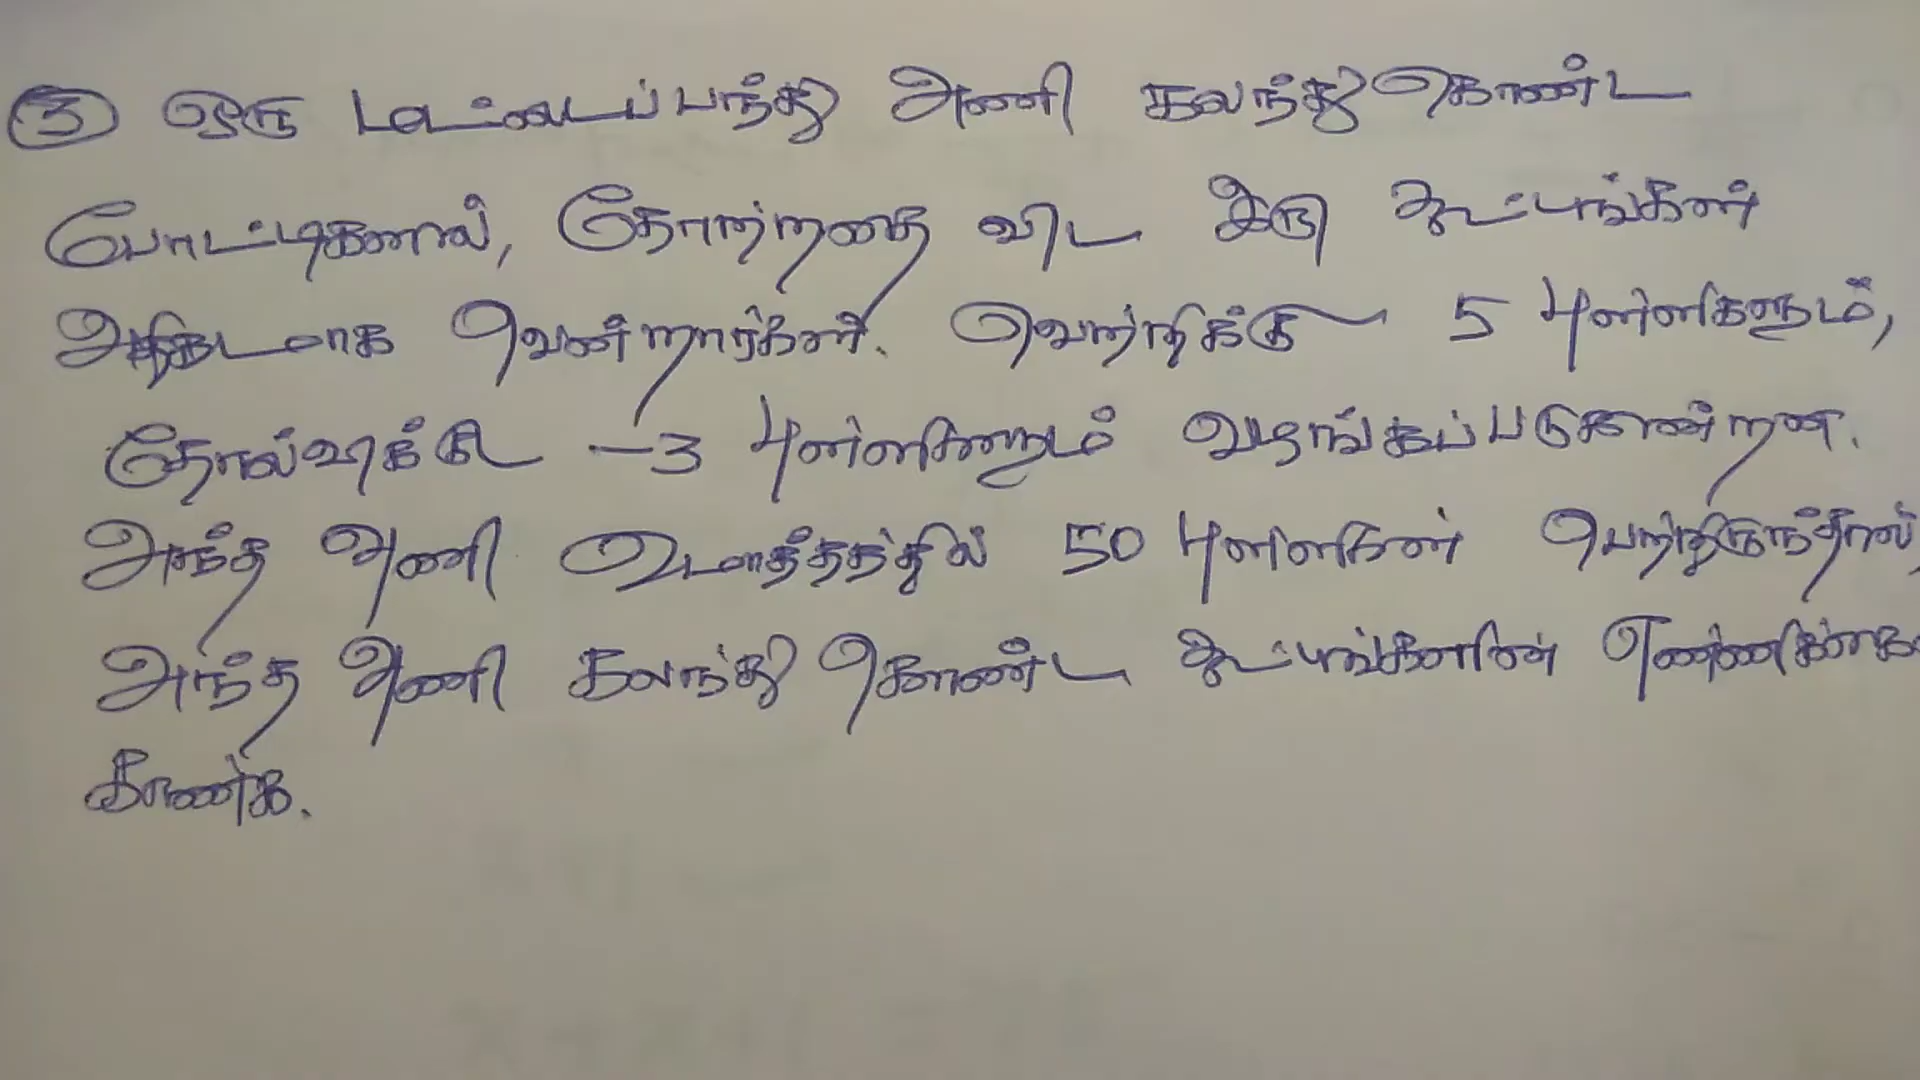 ③ ஒரு மட்டைப்பந்து அணி கலந்து கொண்ட
போட்டிகளில், தோற்றதை விட இரு ஆட்டங்கள்
அதிகமாக வென்றார்கள். வெற்றிக்கு 5 புள்ளிகளும்,
தோல்விக்கு -3 புள்ளிகளும் வழங்கப்படுகின்றன.
அந்த அணி மொத்தத்தில் 50 புள்ளிகள் பெற்றிருந்தால்,
அந்த அணி கலந்து கொண்ட ஆட்டங்களின் எண்ணிக்கை
காண்க.